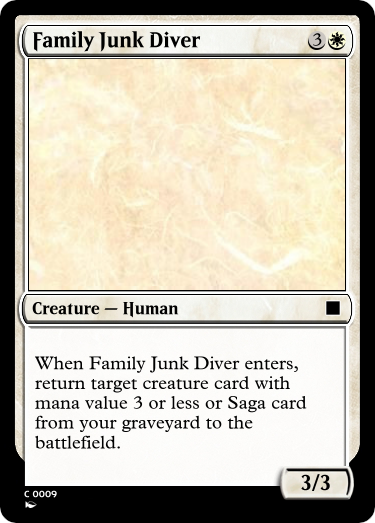 Family Junk Diver 3
Creature — Human
When Family Junk Diver enters,
return target creature card with
mana value 3 or less or Saga card
from your graveyard to the
battlefield.
3/3
C 0009